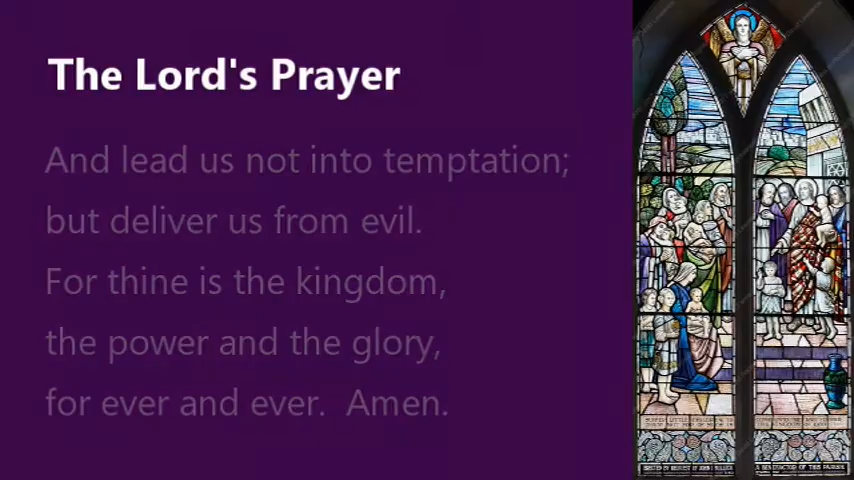 The Lord's Prayer
And lead us not into temptation;
but deliver us from evil.
For thine is the kingdom,
the power and the glory,
for ever and ever. Amen.